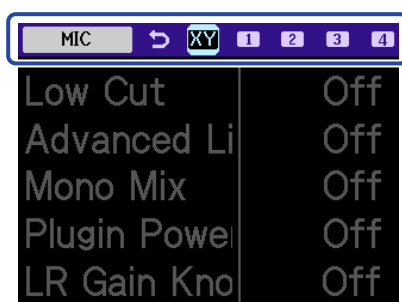 MIC XY 1 2 3 4
Low Cut Off
Advanced Li Off
Mono Mix Off
Plugin Powe Off
LR Gain Kno Off